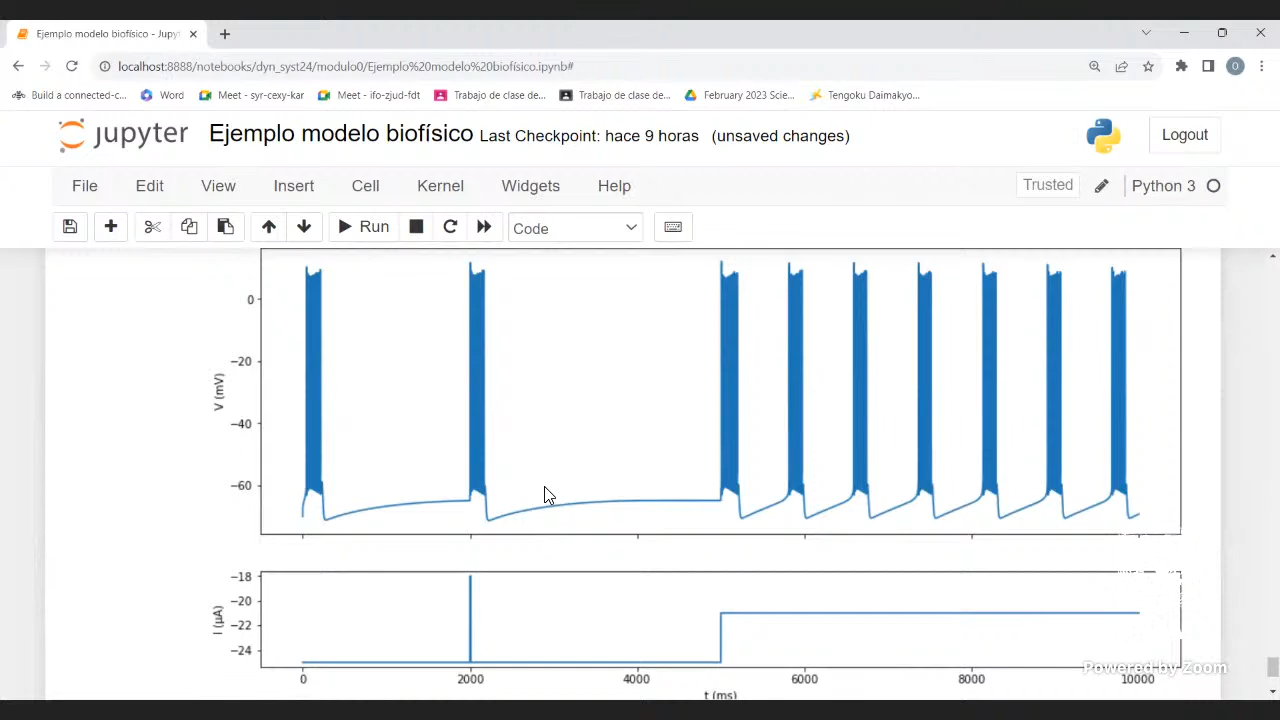 Ejemplo modelo biofísico - Jupyt
localhost:8888/notebooks/dyn_syst24/modulo0/Ejemplo%20modelo%20biofísico.ipynb#
O
Build a connected-c... Word Meet - syr-cexy-kar Meet - ifo-zjud-fdt Trabajo de clase de... Trabajo de clase de... February 2023 Scie... Tengoku Daimakyo...
jupyter Ejemplo modelo biofísico Last Checkpoint: hace 9 horas (unsaved changes) Logout
File Edit View Insert Cell Kernel Widgets Help Trusted Python 3
Run Code
0
−20
−40
−60
V (mV)
−18
−20
−22
−24
I (μA)
0 2000 4000 6000 8000 10000
t (ms)
Powered by Zoom